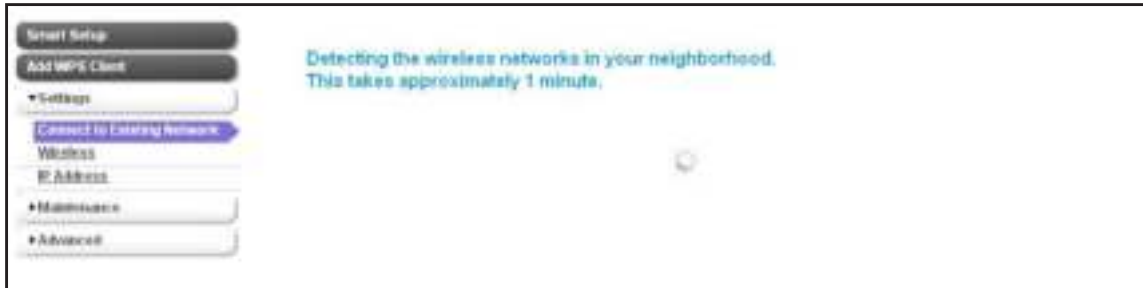 Smart Setup
Add WPS Client
Settings
Connect to Existing Network
Wireless
IP Address
Maintenance
Advanced
Detecting the wireless networks in your neighborhood.
This takes approximately 1 minute.